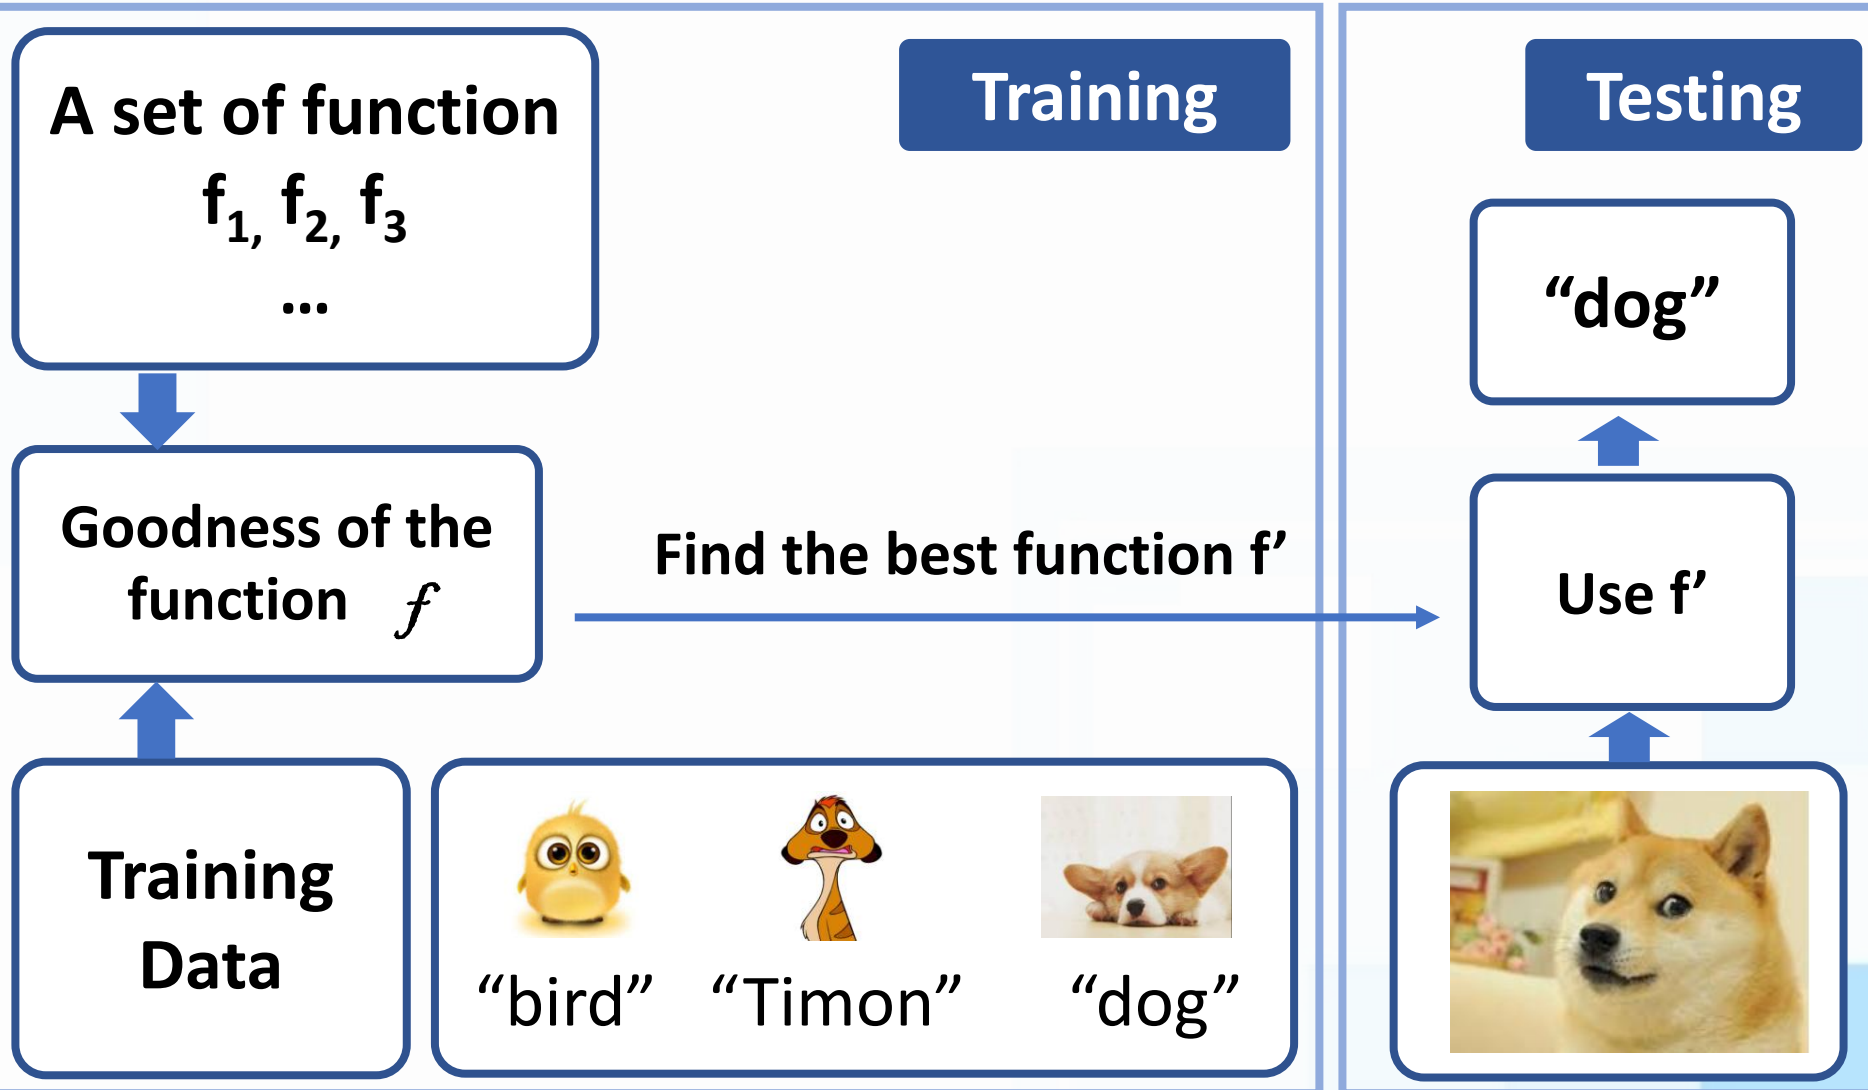 A set of function
f1, f2, f3
…
Training
Goodness of the
function f
Find the best function f’
Training
Data
“bird” “Timon” “dog”
Testing
“dog”
Use f’